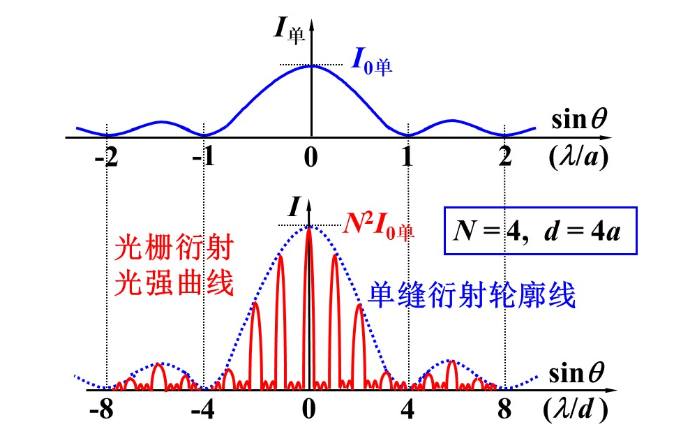 I单
I0单
sinθ
-2 -1 0 1 2 (λ/a)
I
N²I0单
N = 4, d = 4a
光栅衍射
光强曲线
单缝衍射轮廓线
sinθ
-8 -4 0 4 8 (λ/d)